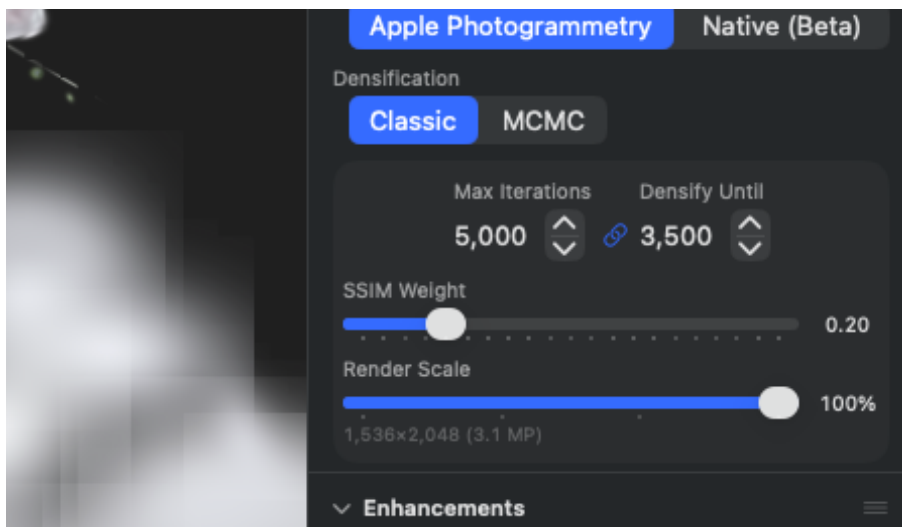 Apple Photogrammetry Native (Beta)
Densification
Classic MCMC
Max Iterations Densify Until
5,000 3,500
SSIM Weight
0.20
Render Scale
100%
1,536×2,048 (3.1 MP)
Enhancements